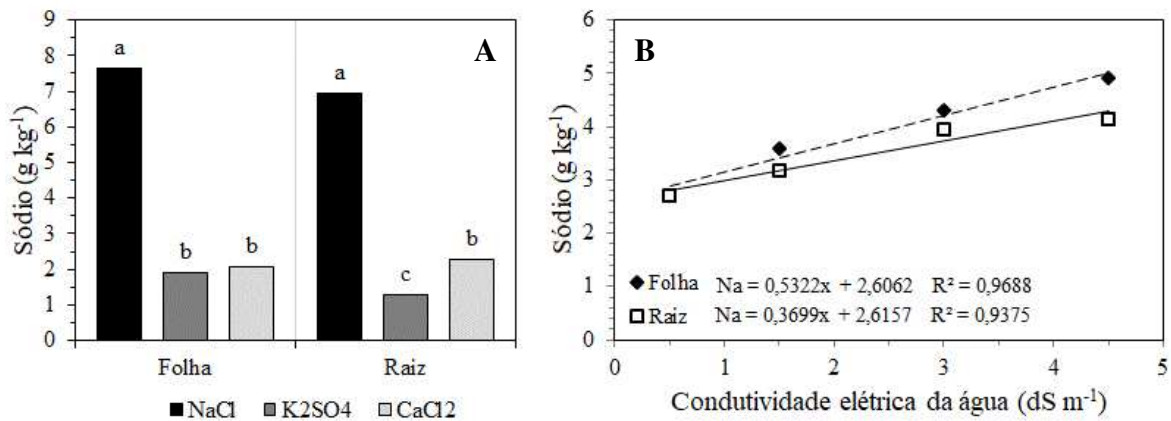 A
Sódio (g kg-1)
9
8
7
6
5
4
3
2
1
0
a
b
b
a
c
b
Folha
Raiz
NaCl
K2SO4
CaCl2
B
Sódio (g kg-1)
6
5
4
3
2
1
0
Folha Na = 0,5322x + 2,6062 R² = 0,9688
Raiz Na = 0,3699x + 2,6157 R² = 0,9375
0 1 2 3 4 5
Condutividade elétrica da água (dS m-1)